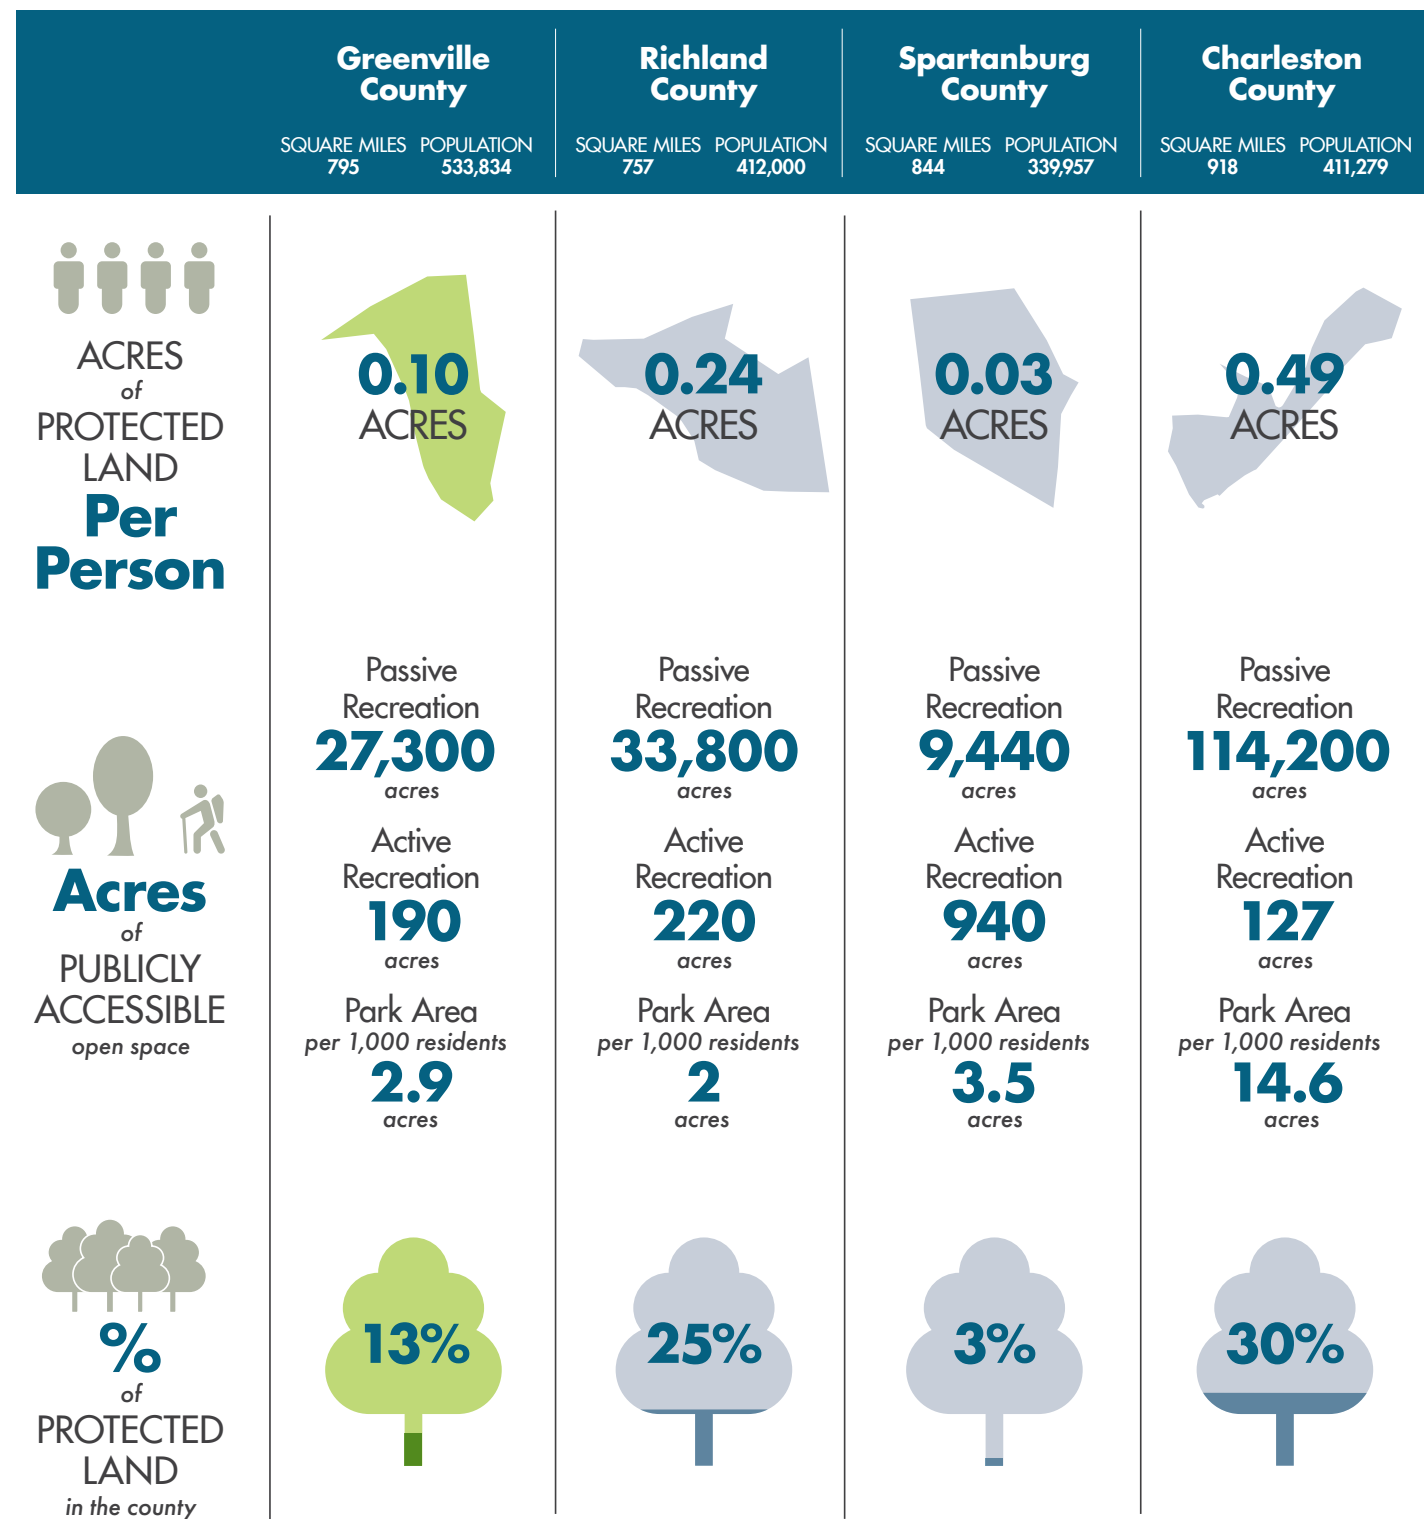 Greenville
County
SQUARE MILES POPULATION
795 533,834
Richland
County
SQUARE MILES POPULATION
757 412,000
Spartanburg
County
SQUARE MILES POPULATION
844 339,957
Charleston
County
SQUARE MILES POPULATION
918 411,279
ACRES
of
PROTECTED
LAND
Per
Person
0.10
ACRES
0.24
ACRES
0.03
ACRES
0.49
ACRES
Acres
of
PUBLICLY
ACCESSIBLE
open space
Passive
Recreation
27,300
acres
Active
Recreation
190
acres
Park Area
per 1,000 residents
2.9
acres
Passive
Recreation
33,800
acres
Active
Recreation
220
acres
Park Area
per 1,000 residents
2
acres
Passive
Recreation
9,440
acres
Active
Recreation
940
acres
Park Area
per 1,000 residents
3.5
acres
Passive
Recreation
114,200
acres
Active
Recreation
127
acres
Park Area
per 1,000 residents
14.6
acres
%
of
PROTECTED
LAND
in the county
13%
25%
3%
30%